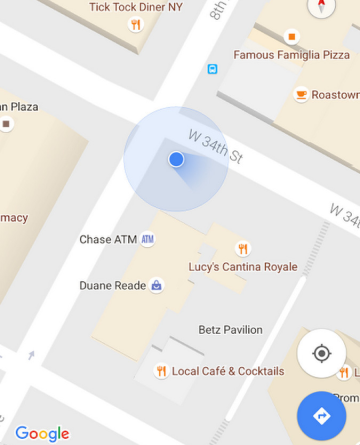 Tick Tock Diner NY
8th
Famous Famiglia Pizza
Roastown
n Plaza
W 34th St
W 34t
macy
Chase ATM
ATM
Lucy's Cantina Royale
Duane Reade
Betz Pavilion
Local Café & Cocktails
L
Prom
Google